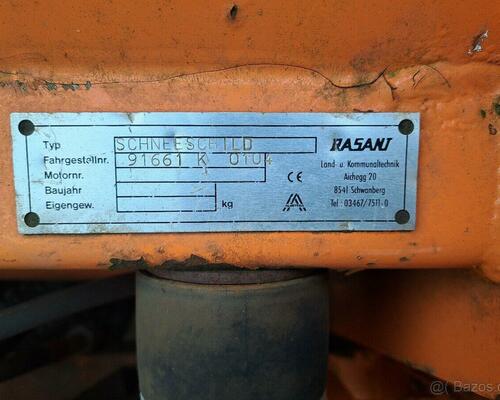 Typ SCHNEESCHILD
Fahrgestellnr. 91661 K 0104
Motornr.
Baujahr
Eigengew. kg
CE
RASANT
Land- u. Kommunaltechnik
Aichegg 20
8541 Schwanberg
Tel.: 03467/7511-0
© Bazos.